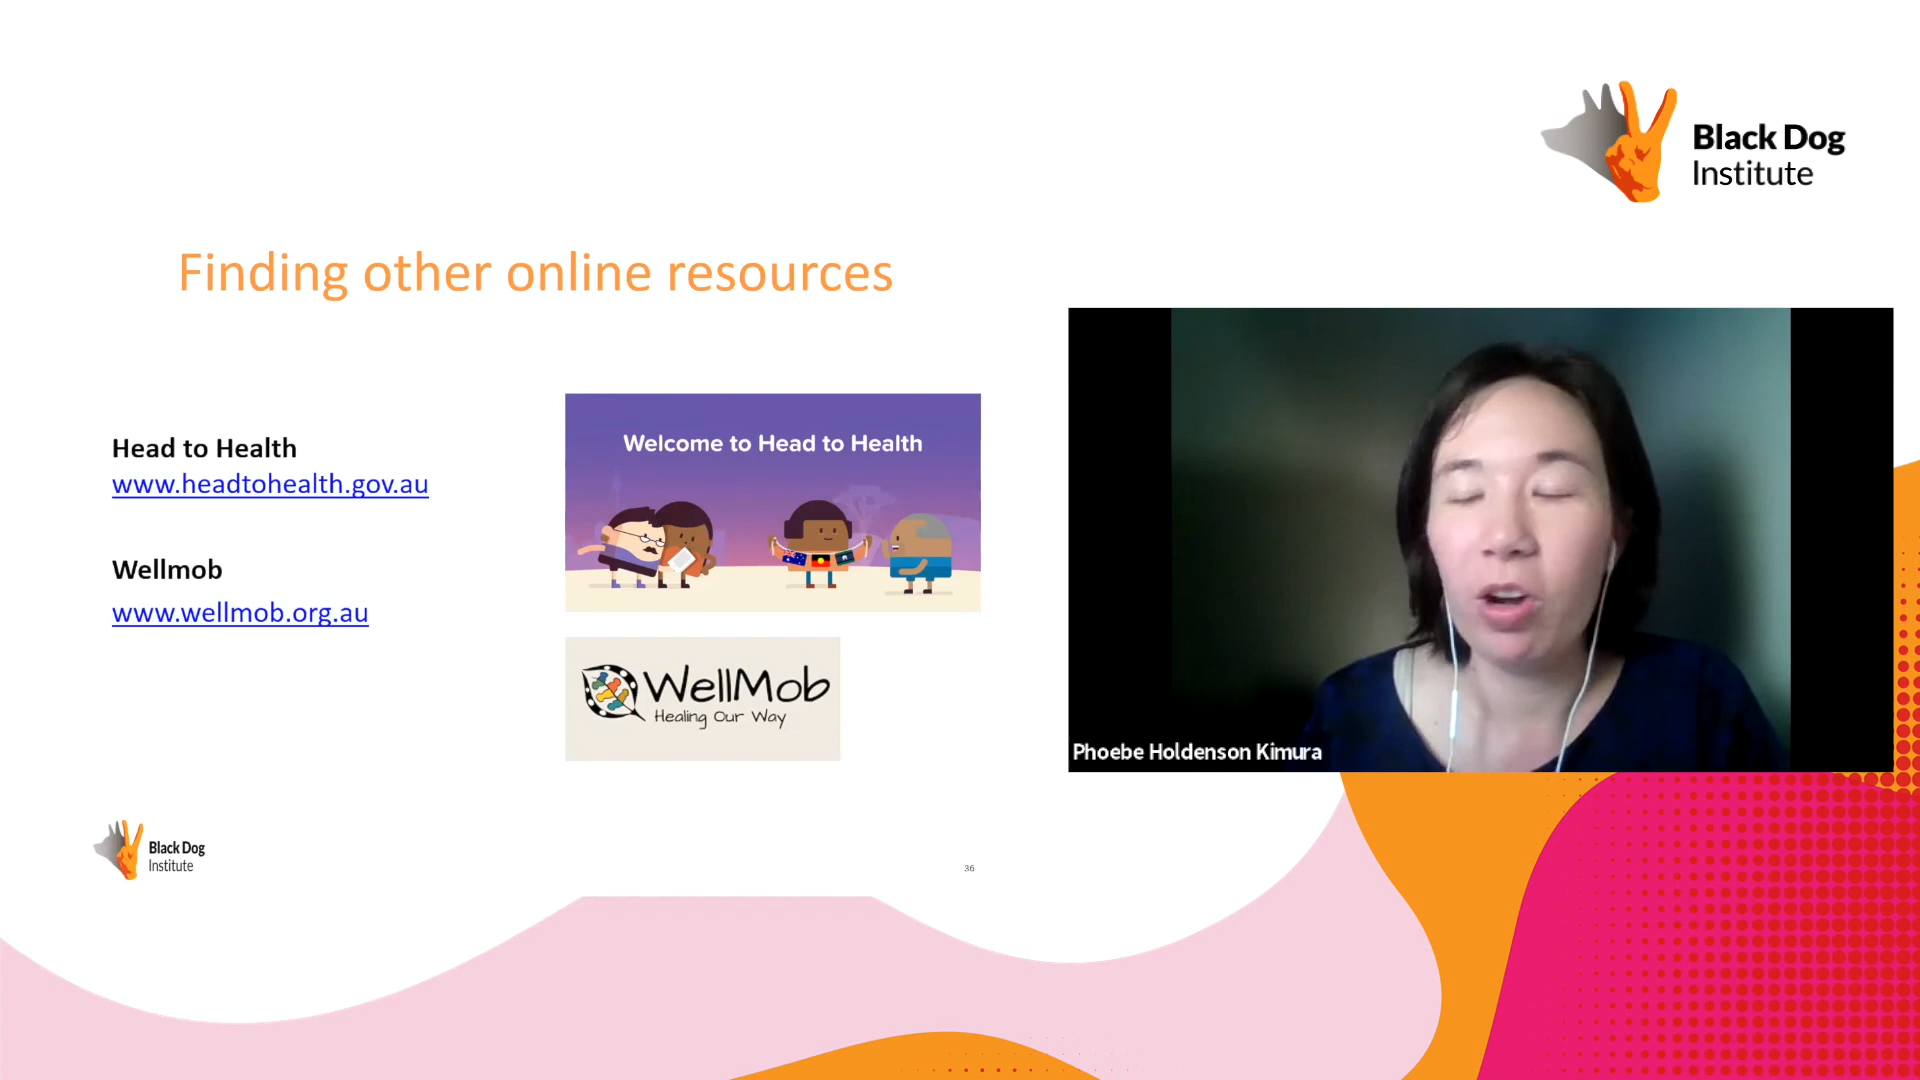 Black Dog
Institute
Finding other online resources
Head to Health
www.headtohealth.gov.au
Wellmob
www.wellmob.org.au
Welcome to Head to Health
WellMob
Healing Our Way
Phoebe Holdenson Kimura
Black Dog
Institute
36